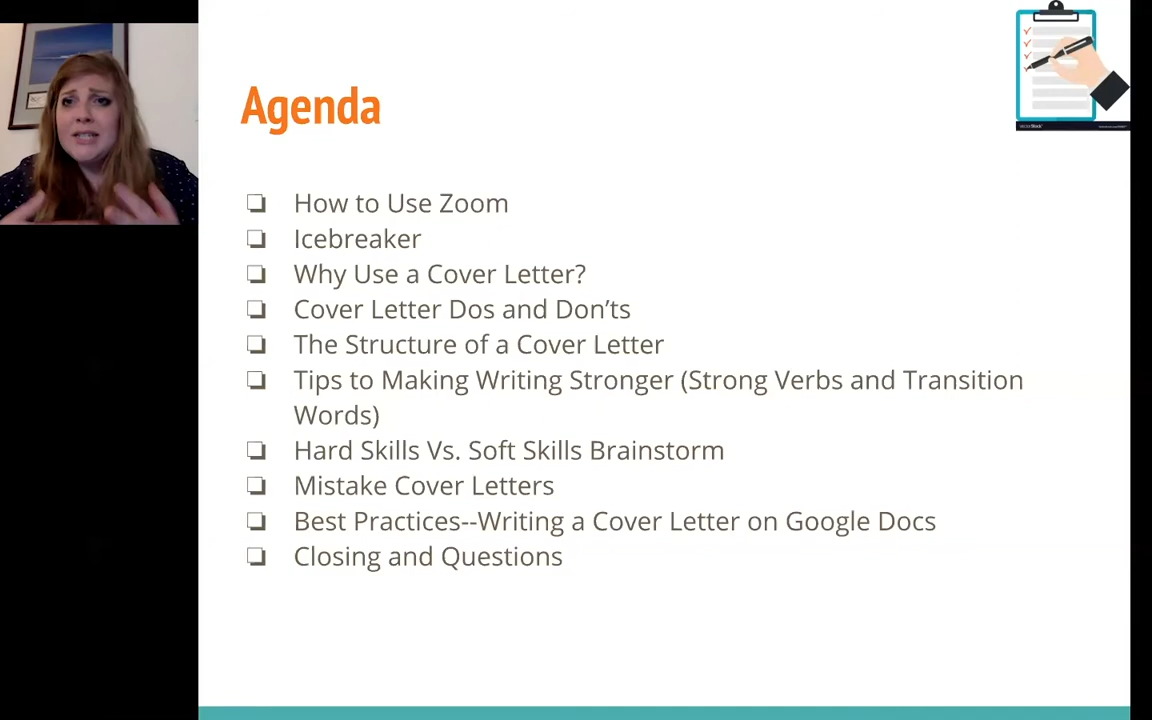 Agenda
How to Use Zoom
Icebreaker
Why Use a Cover Letter?
Cover Letter Dos and Don’ts
The Structure of a Cover Letter
Tips to Making Writing Stronger (Strong Verbs and Transition
Words)
Hard Skills Vs. Soft Skills Brainstorm
Mistake Cover Letters
Best Practices--Writing a Cover Letter on Google Docs
Closing and Questions